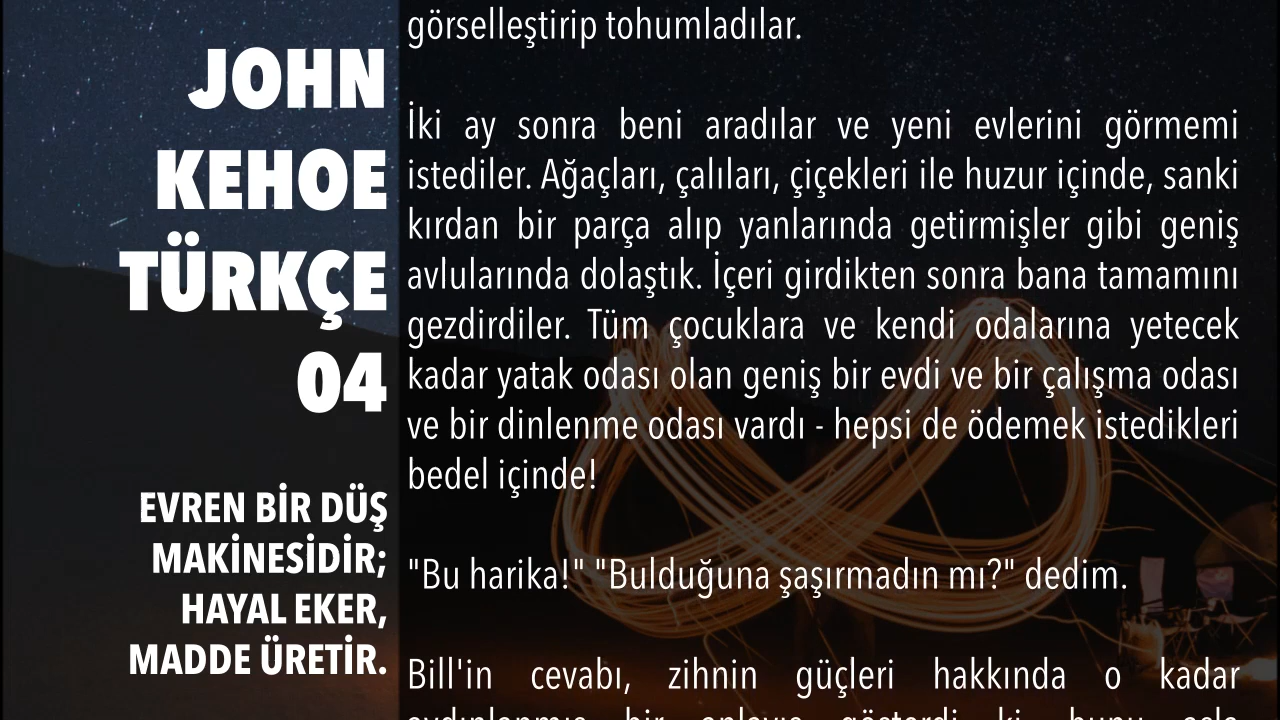 JOHN
KEHOE
TÜRKÇE
04
EVREN BİR DÜŞ
MAKİNESİDİR;
HAYAL EKER,
MADDE ÜRETİR.
görselleştirip tohumladılar.
İki ay sonra beni aradılar ve yeni evlerini görmemi
istediler. Ağaçları, çalıları, çiçekleri ile huzur içinde, sanki
kırdan bir parça alıp yanlarında getirmişler gibi geniş
avlularında dolaştık. İçeri girdikten sonra bana tamamını
gezdirdiler. Tüm çocuklara ve kendi odalarına yetecek
kadar yatak odası olan geniş bir evdi ve bir çalışma odası
ve bir dinlenme odası vardı - hepsi de ödemek istedikleri
bedel içinde!
"Bu harika!" "Bulduğuna şaşırmadın mı?" dedim.
Bill'in cevabı, zihnin güçleri hakkında o kadar